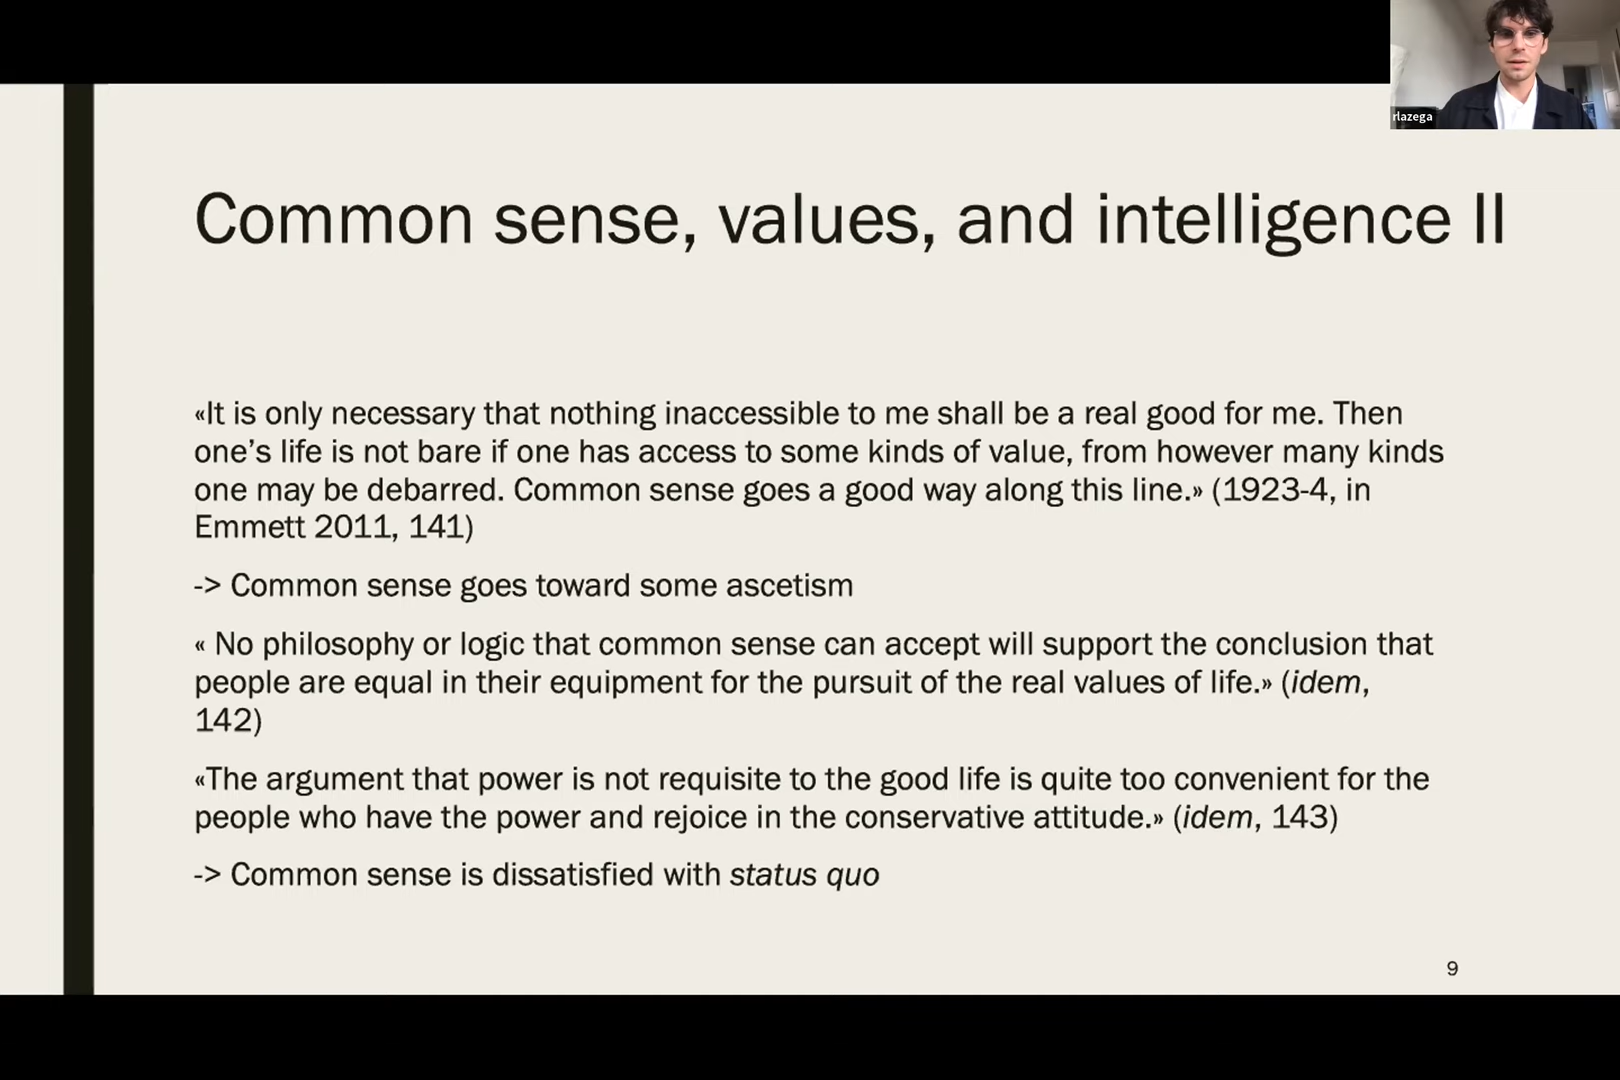 rlazega
Common sense, values, and intelligence II
«It is only necessary that nothing inaccessible to me shall be a real good for me. Then
one’s life is not bare if one has access to some kinds of value, from however many kinds
one may be debarred. Common sense goes a good way along this line.» (1923-4, in
Emmett 2011, 141)
-> Common sense goes toward some ascetism
« No philosophy or logic that common sense can accept will support the conclusion that
people are equal in their equipment for the pursuit of the real values of life.» (idem,
142)
«The argument that power is not requisite to the good life is quite too convenient for the
people who have the power and rejoice in the conservative attitude.» (idem, 143)
-> Common sense is dissatisfied with status quo
9